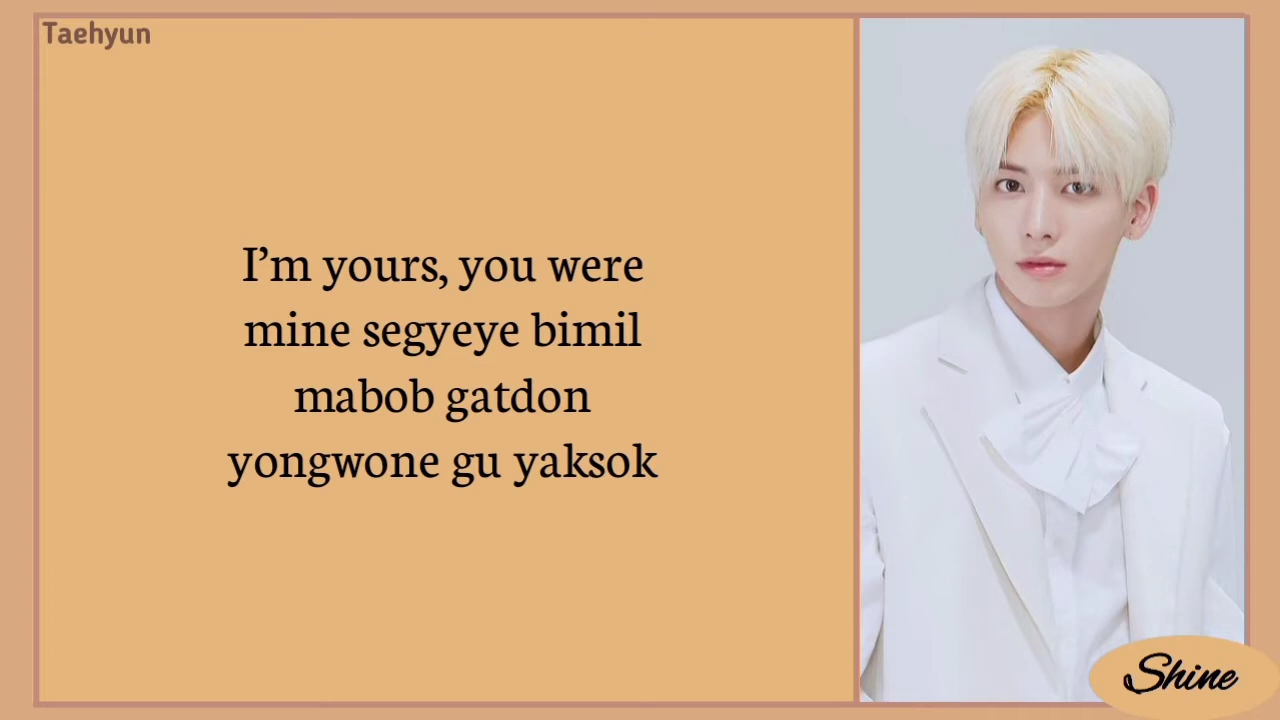 Taehyun
I’m yours, you were
mine segyeye bimil
mabob gatdon
yongwone gu yaksok
Shine